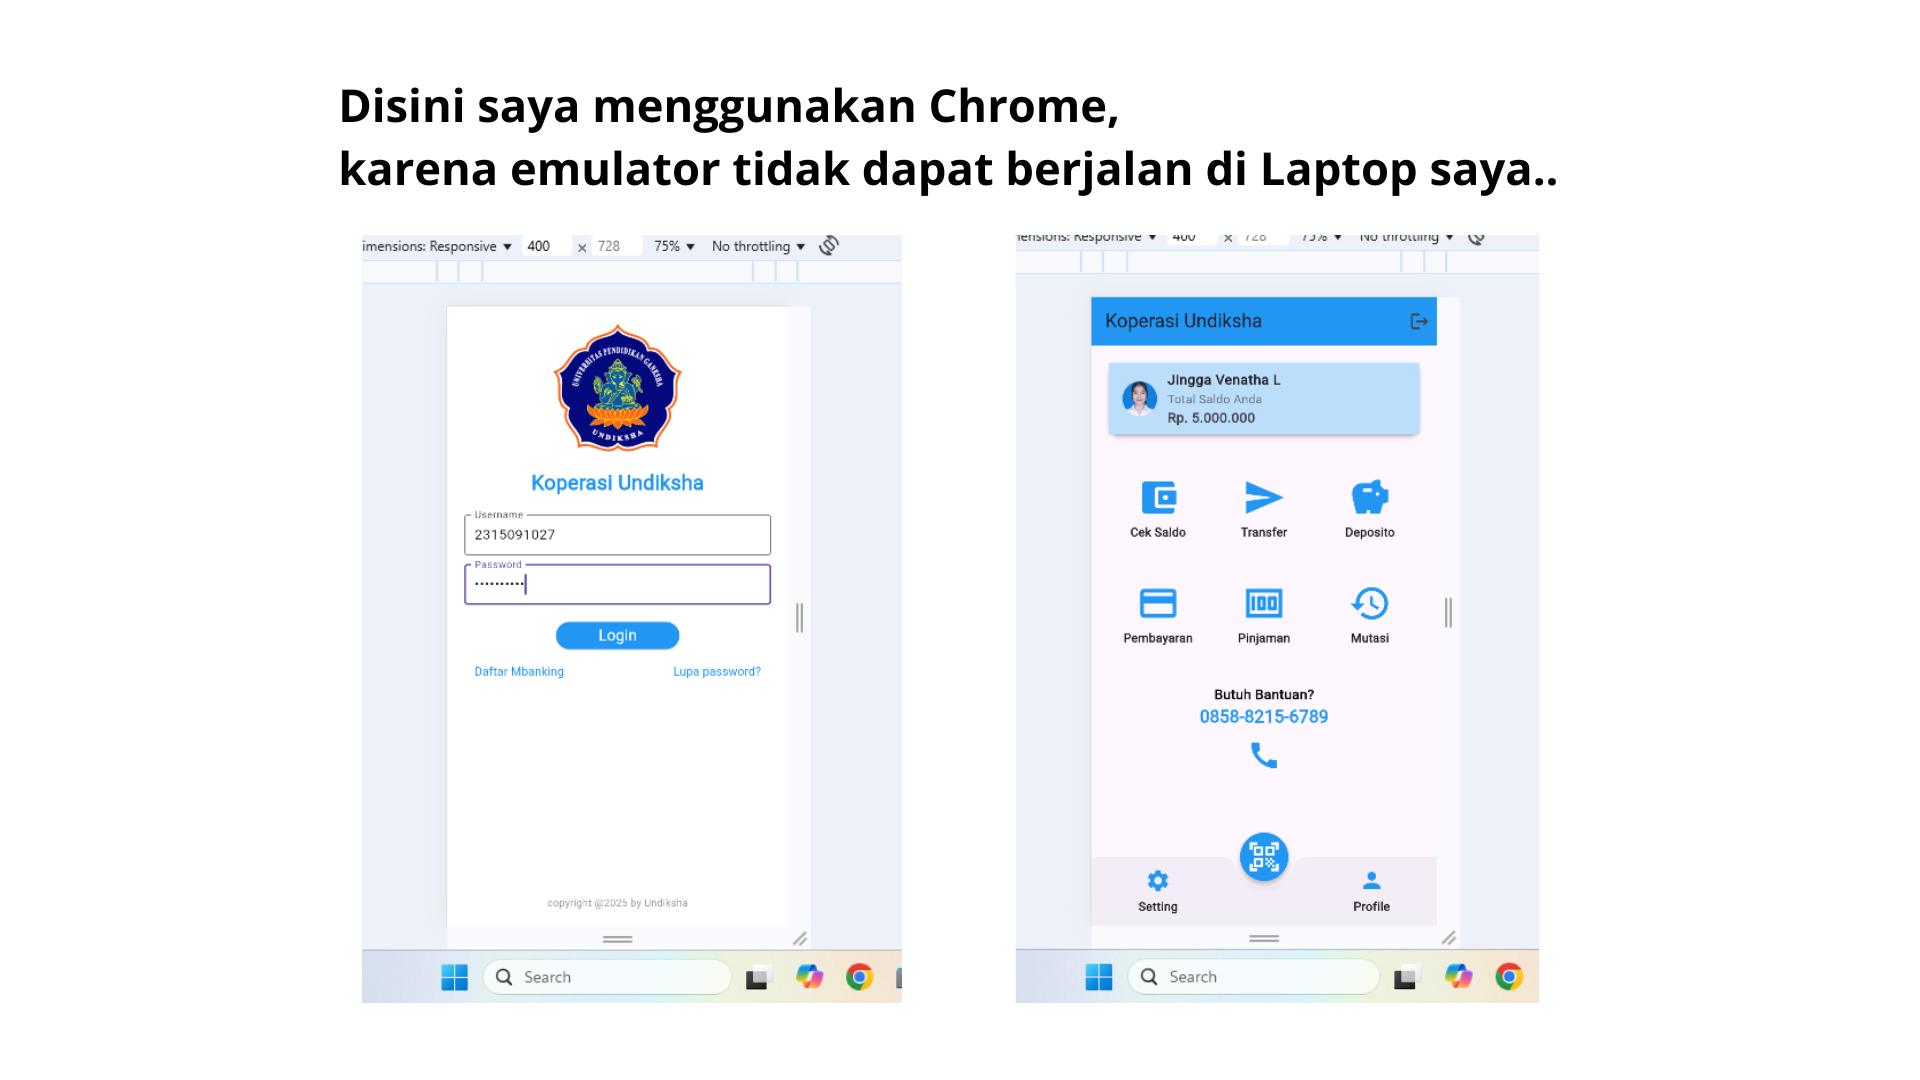 Disini saya menggunakan Chrome,
karena emulator tidak dapat berjalan di Laptop saya..
imensions: Responsive ▼ 400 × 728 75% ▼ No throttling ▼
UNIVERSITAS PENDIDIKAN GANESHA
UNDIKSHA
Koperasi Undiksha
Username
2315091027
Password
••••••••••
Login
Daftar Mbanking Lupa password?
copyright @2025 by Undiksha
Search
imensions: Responsive ▼ 400 × 728 75% ▼ No throttling ▼
Koperasi Undiksha
Jingga Venatha L
Total Saldo Anda
Rp. 5.000.000
Cek Saldo Transfer Deposito
100
Pembayaran Pinjaman Mutasi
Butuh Bantuan?
0858-8215-6789
Setting Profile
Search